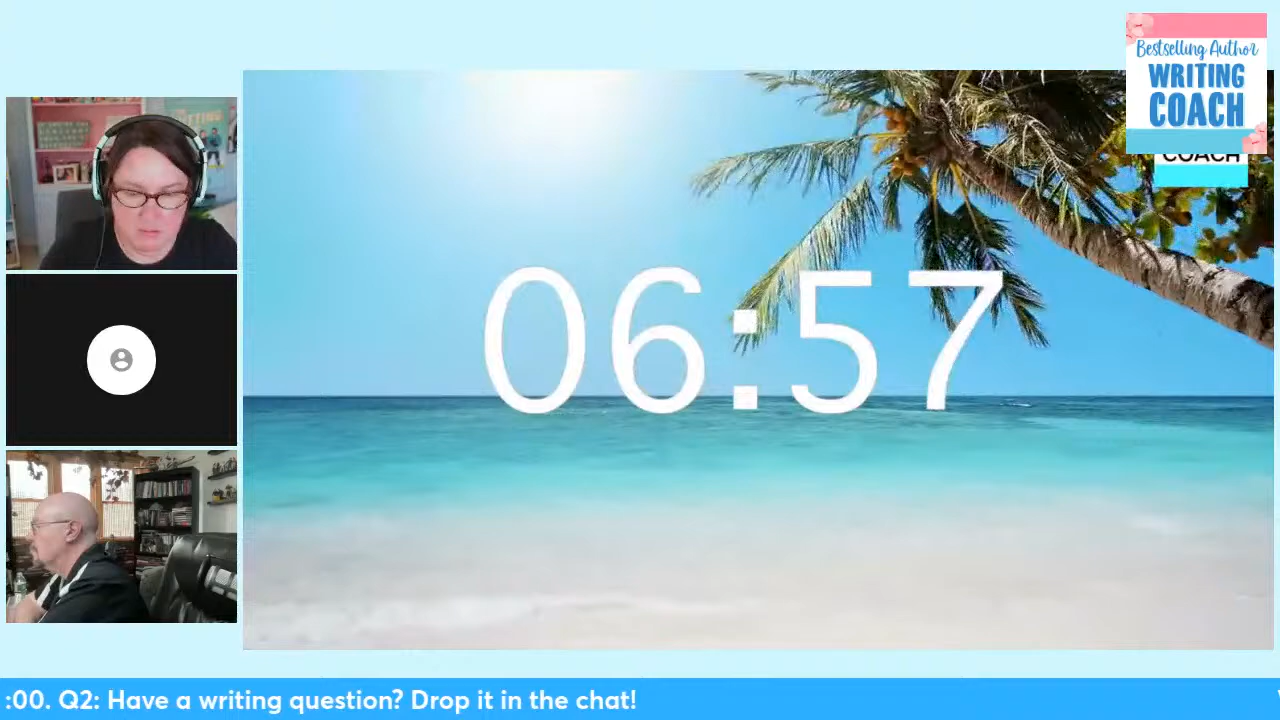 Bestselling Author
WRITING
COACH
COACH
06:57
:00. Q2: Have a writing question? Drop it in the chat!